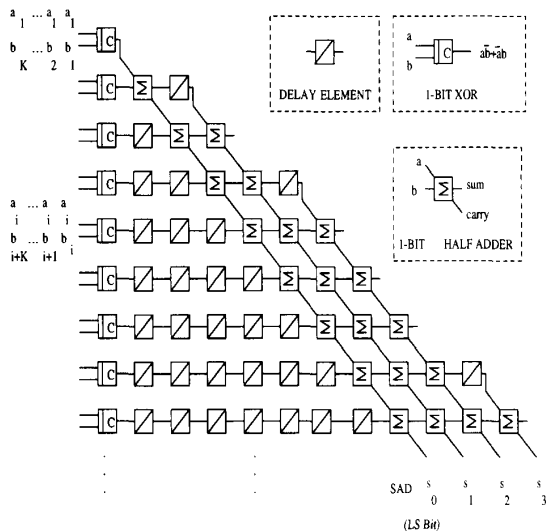 a ... a a
1 1 1
b ... b b
K 2 1
C
a
b
C
ab+ab
DELAY ELEMENT
1-BIT XOR
C
Σ
C
Σ Σ
C
Σ Σ
a
b
Σ
sum
carry
1-BIT HALF ADDER
a ... a a
i i i
b ... b b
i+K i+1 i
C
Σ Σ Σ
C
Σ Σ Σ
C
Σ Σ Σ
C
Σ Σ Σ
C
Σ Σ Σ Σ
. . .
SAD s s s s
0 1 2 3
(LS Bit)